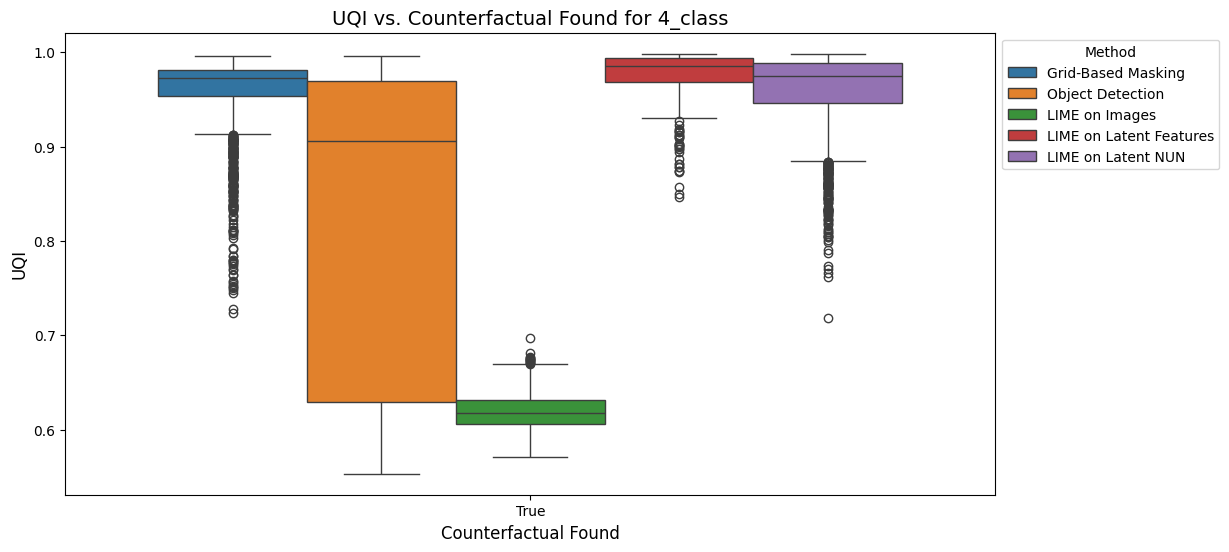 UQI vs. Counterfactual Found for 4_class
1.0
0.9
0.8
0.7
0.6
UQI
True
Counterfactual Found
Method
Grid-Based Masking
Object Detection
LIME on Images
LIME on Latent Features
LIME on Latent NUN